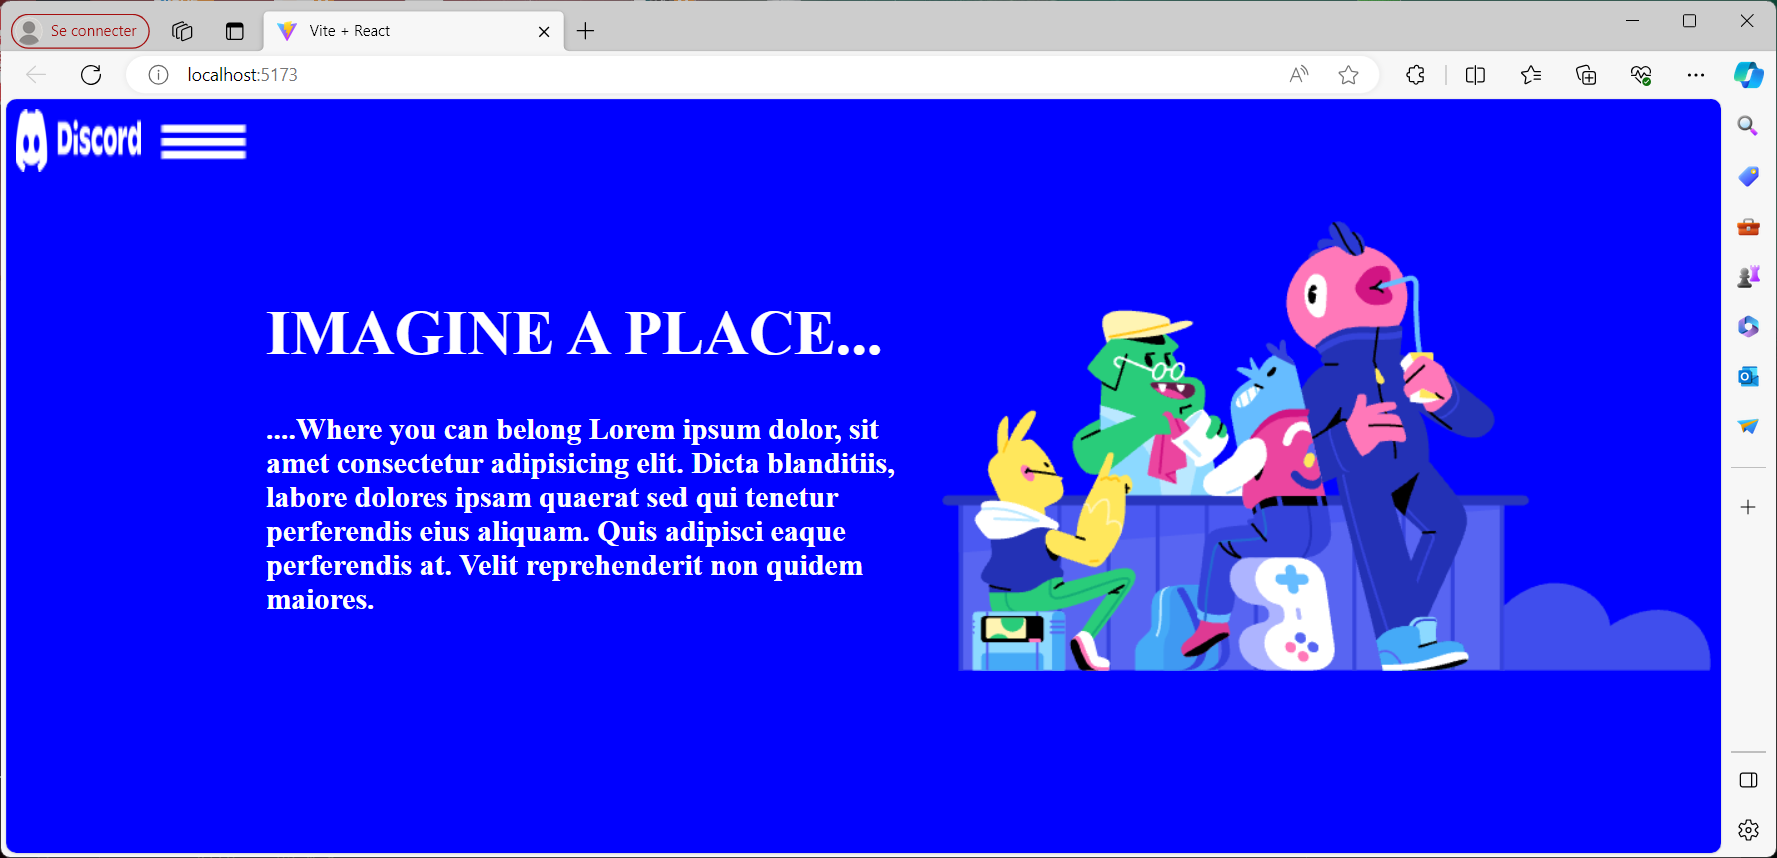 Se connecter
Vite + React
localhost:5173
Discord
IMAGINE A PLACE...
....Where you can belong Lorem ipsum dolor, sit
amet consectetur adipisicing elit. Dicta blanditiis,
labore dolores ipsam quaerat sed qui tenetur
perferendis eius aliquam. Quis adipisci eaque
perferendis at. Velit reprehenderit non quidem
maiores.